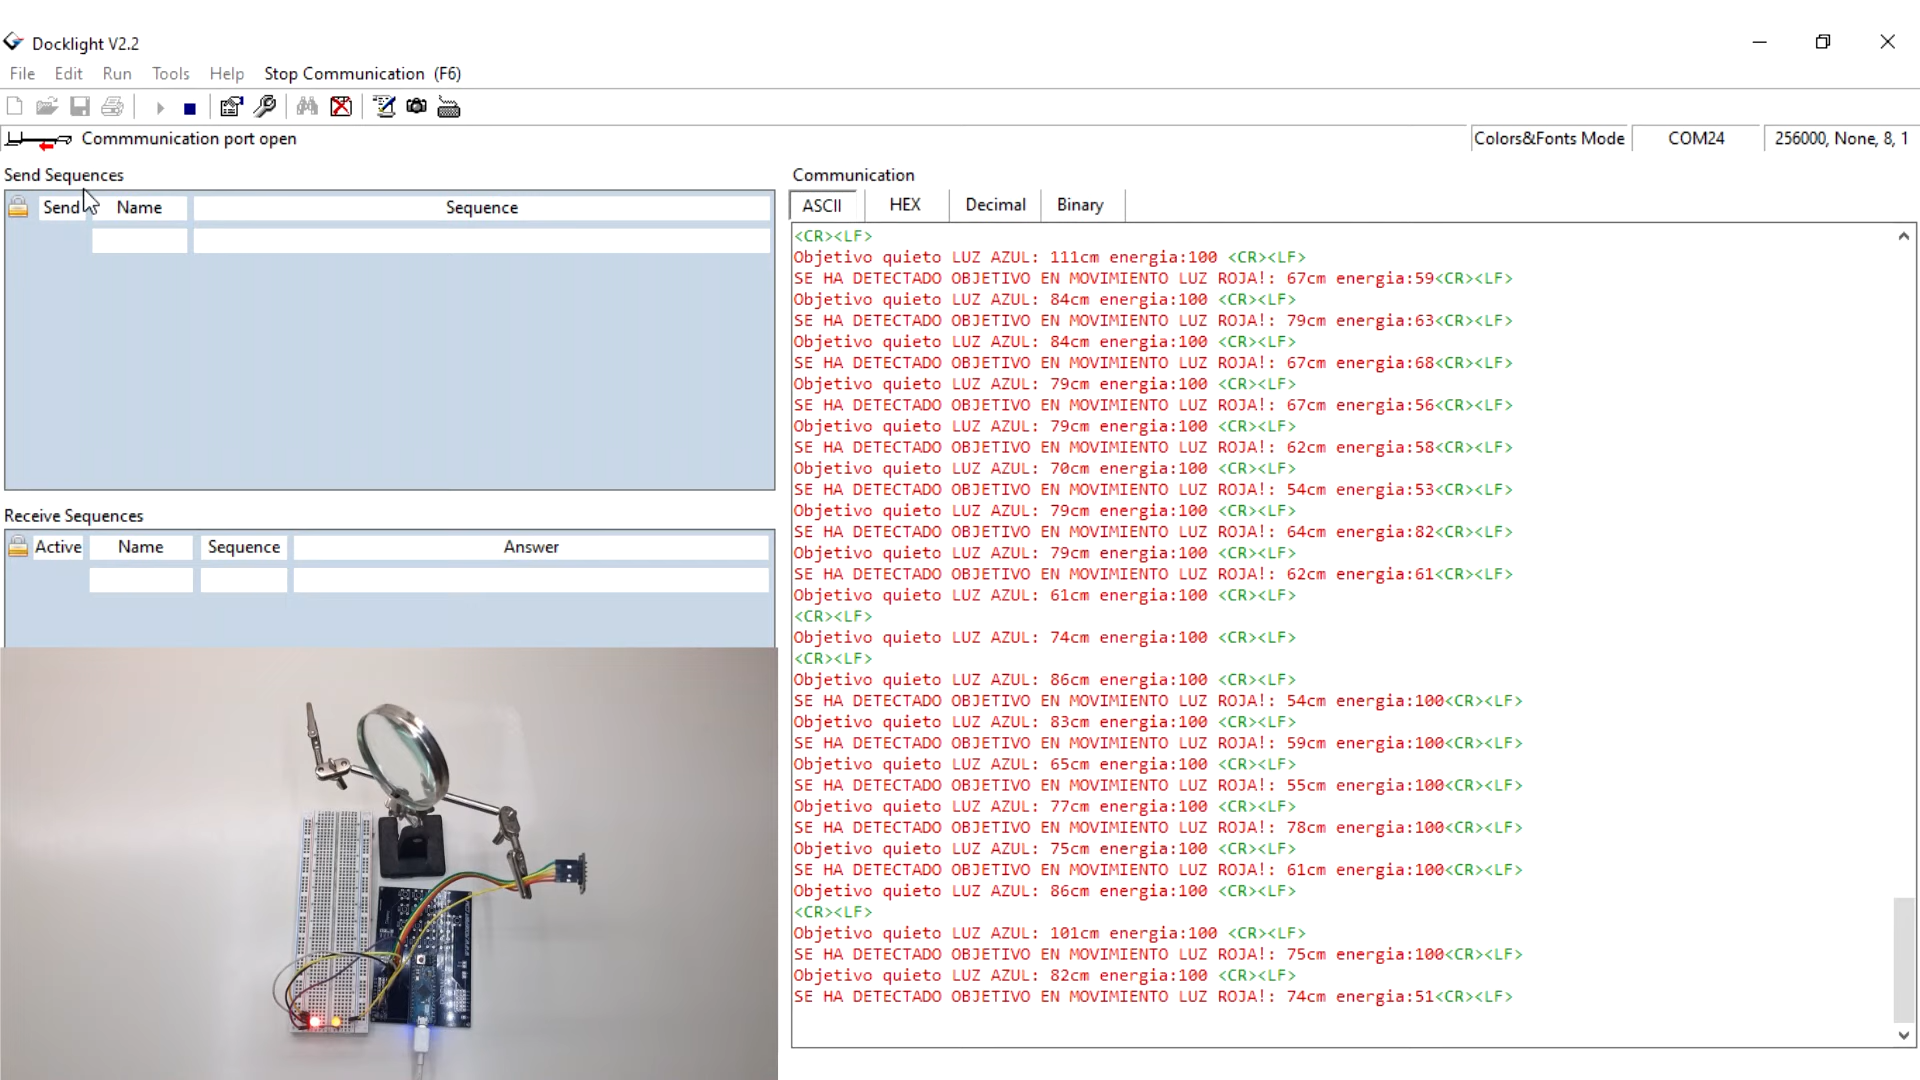 Docklight V2.2
File Edit Run Tools Help Stop Communication (F6)
Commmunication port open Colors&Fonts Mode COM24 256000, None, 8, 1
Send Sequences
Send Name Sequence
Receive Sequences
Active Name Sequence Answer
Communication
ASCII HEX Decimal Binary
<CR><LF>
Objetivo quieto LUZ AZUL: 111cm energia:100 <CR><LF>
SE HA DETECTADO OBJETIVO EN MOVIMIENTO LUZ ROJA!: 67cm energia:59<CR><LF>
Objetivo quieto LUZ AZUL: 84cm energia:100 <CR><LF>
SE HA DETECTADO OBJETIVO EN MOVIMIENTO LUZ ROJA!: 79cm energia:63<CR><LF>
Objetivo quieto LUZ AZUL: 84cm energia:100 <CR><LF>
SE HA DETECTADO OBJETIVO EN MOVIMIENTO LUZ ROJA!: 67cm energia:68<CR><LF>
Objetivo quieto LUZ AZUL: 79cm energia:100 <CR><LF>
SE HA DETECTADO OBJETIVO EN MOVIMIENTO LUZ ROJA!: 67cm energia:56<CR><LF>
Objetivo quieto LUZ AZUL: 79cm energia:100 <CR><LF>
SE HA DETECTADO OBJETIVO EN MOVIMIENTO LUZ ROJA!: 62cm energia:58<CR><LF>
Objetivo quieto LUZ AZUL: 70cm energia:100 <CR><LF>
SE HA DETECTADO OBJETIVO EN MOVIMIENTO LUZ ROJA!: 54cm energia:53<CR><LF>
Objetivo quieto LUZ AZUL: 79cm energia:100 <CR><LF>
SE HA DETECTADO OBJETIVO EN MOVIMIENTO LUZ ROJA!: 64cm energia:82<CR><LF>
Objetivo quieto LUZ AZUL: 79cm energia:100 <CR><LF>
SE HA DETECTADO OBJETIVO EN MOVIMIENTO LUZ ROJA!: 62cm energia:61<CR><LF>
Objetivo quieto LUZ AZUL: 61cm energia:100 <CR><LF>
<CR><LF>
Objetivo quieto LUZ AZUL: 74cm energia:100 <CR><LF>
<CR><LF>
Objetivo quieto LUZ AZUL: 86cm energia:100 <CR><LF>
SE HA DETECTADO OBJETIVO EN MOVIMIENTO LUZ ROJA!: 54cm energia:100<CR><LF>
Objetivo quieto LUZ AZUL: 83cm energia:100 <CR><LF>
SE HA DETECTADO OBJETIVO EN MOVIMIENTO LUZ ROJA!: 59cm energia:100<CR><LF>
Objetivo quieto LUZ AZUL: 65cm energia:100 <CR><LF>
SE HA DETECTADO OBJETIVO EN MOVIMIENTO LUZ ROJA!: 55cm energia:100<CR><LF>
Objetivo quieto LUZ AZUL: 77cm energia:100 <CR><LF>
SE HA DETECTADO OBJETIVO EN MOVIMIENTO LUZ ROJA!: 78cm energia:100<CR><LF>
Objetivo quieto LUZ AZUL: 75cm energia:100 <CR><LF>
SE HA DETECTADO OBJETIVO EN MOVIMIENTO LUZ ROJA!: 61cm energia:100<CR><LF>
Objetivo quieto LUZ AZUL: 86cm energia:100 <CR><LF>
<CR><LF>
Objetivo quieto LUZ AZUL: 101cm energia:100 <CR><LF>
SE HA DETECTADO OBJETIVO EN MOVIMIENTO LUZ ROJA!: 75cm energia:100<CR><LF>
Objetivo quieto LUZ AZUL: 82cm energia:100 <CR><LF>
SE HA DETECTADO OBJETIVO EN MOVIMIENTO LUZ ROJA!: 74cm energia:51<CR><LF>